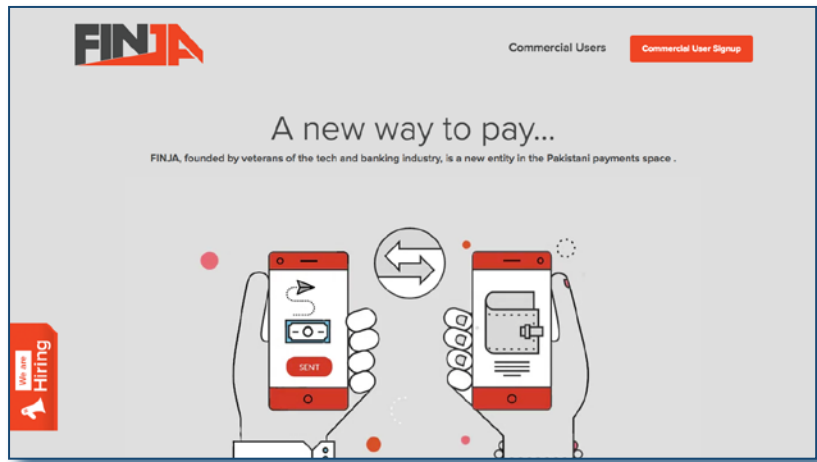 FINJA
Commercial Users
Commercial User Signup
A new way to pay...
FINJA, founded by veterans of the tech and banking industry, is a new entity in the Pakistani payments space .
SENT
We are
Hiring